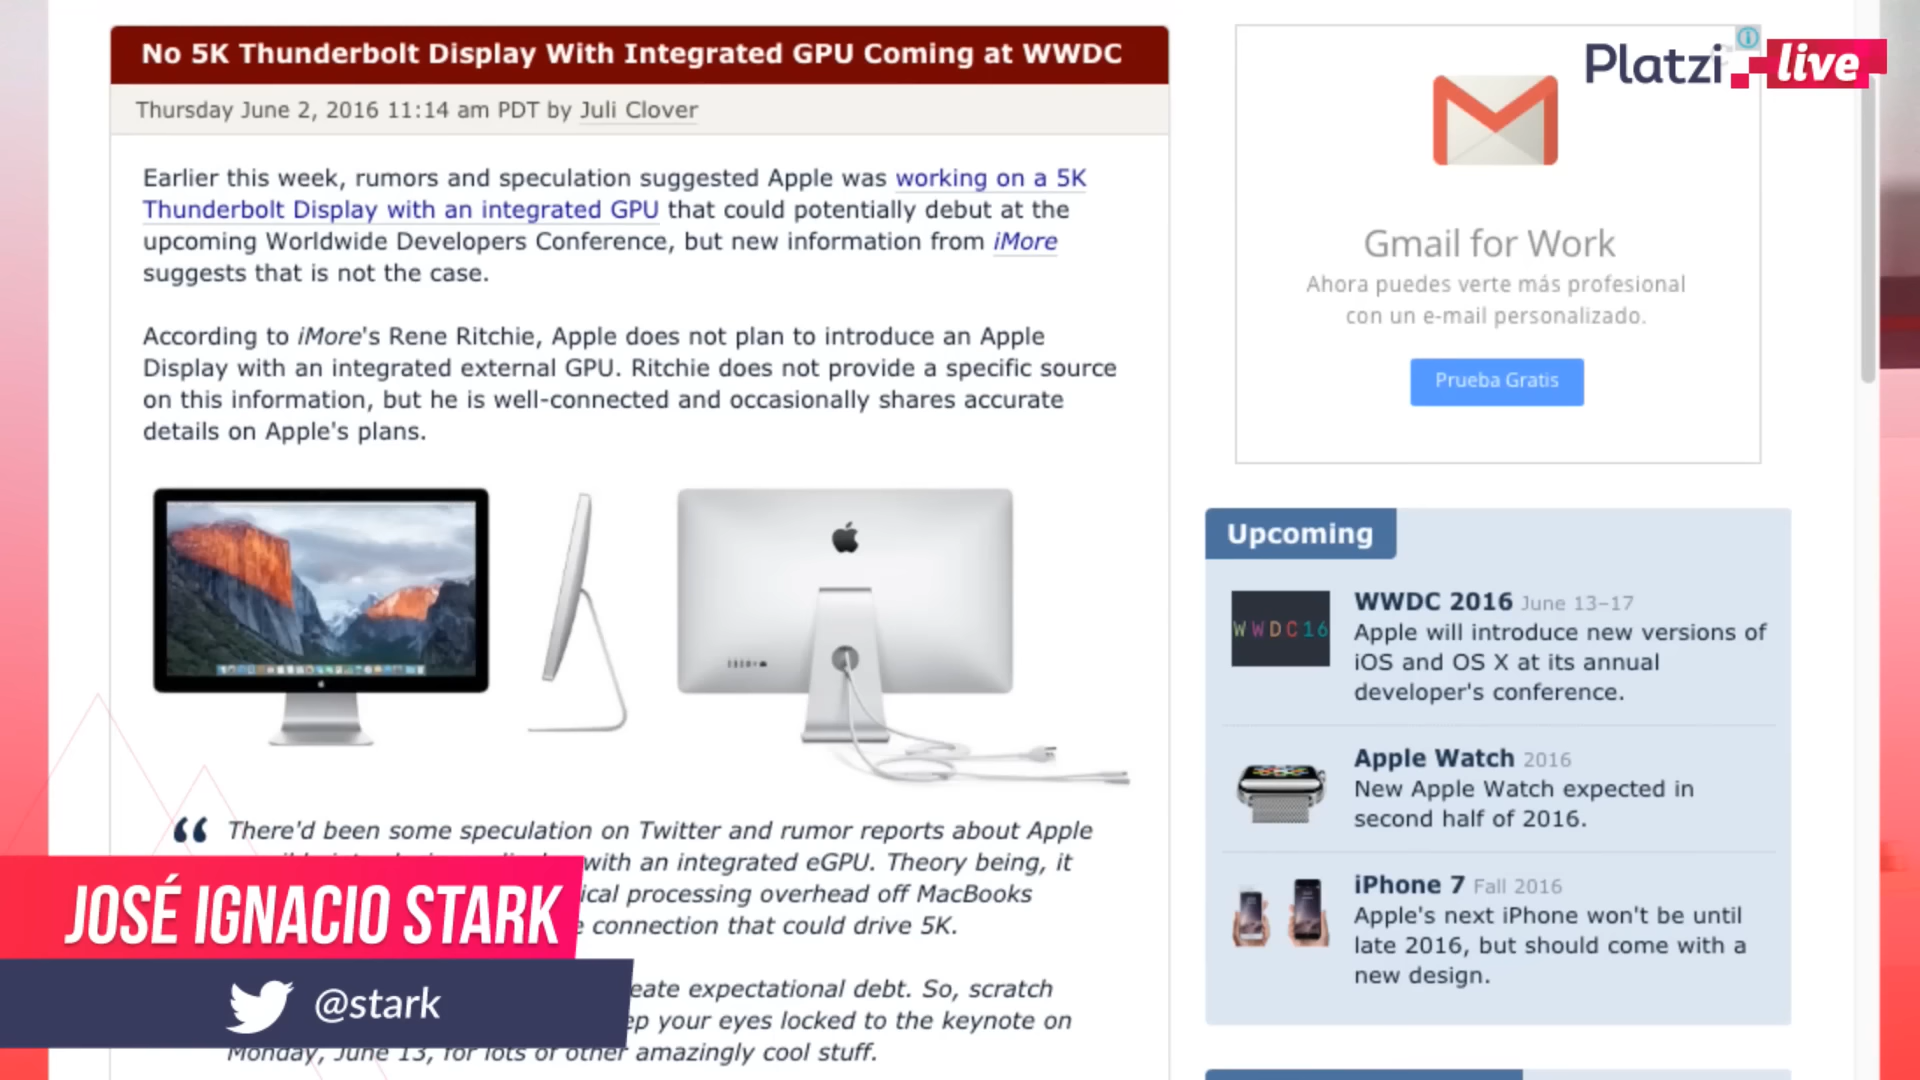 No 5K Thunderbolt Display With Integrated GPU Coming at WWDC
Thursday June 2, 2016 11:14 am PDT by Juli Clover
Earlier this week, rumors and speculation suggested Apple was working on a 5K
Thunderbolt Display with an integrated GPU that could potentially debut at the
upcoming Worldwide Developers Conference, but new information from iMore
suggests that is not the case.
According to iMore's Rene Ritchie, Apple does not plan to introduce an Apple
Display with an integrated external GPU. Ritchie does not provide a specific source
on this information, but he is well-connected and occasionally shares accurate
details on Apple's plans.
“ There'd been some speculation on Twitter and rumor reports about Apple
with an integrated eGPU. Theory being, it
processing overhead off MacBooks
connection that could drive 5K.
expectational debt. So, scratch
your eyes locked to the keynote on
Monday, June 13, for lots of other amazingly cool stuff.
JOSÉ IGNACIO STARK
@stark
Platzi live
Gmail for Work
Ahora puedes verte más profesional
con un e-mail personalizado.
Prueba Gratis
Upcoming
WWDC16
WWDC 2016 June 13-17
Apple will introduce new versions of
iOS and OS X at its annual
developer's conference.
Apple Watch 2016
New Apple Watch expected in
second half of 2016.
iPhone 7 Fall 2016
Apple's next iPhone won't be until
late 2016, but should come with a
new design.